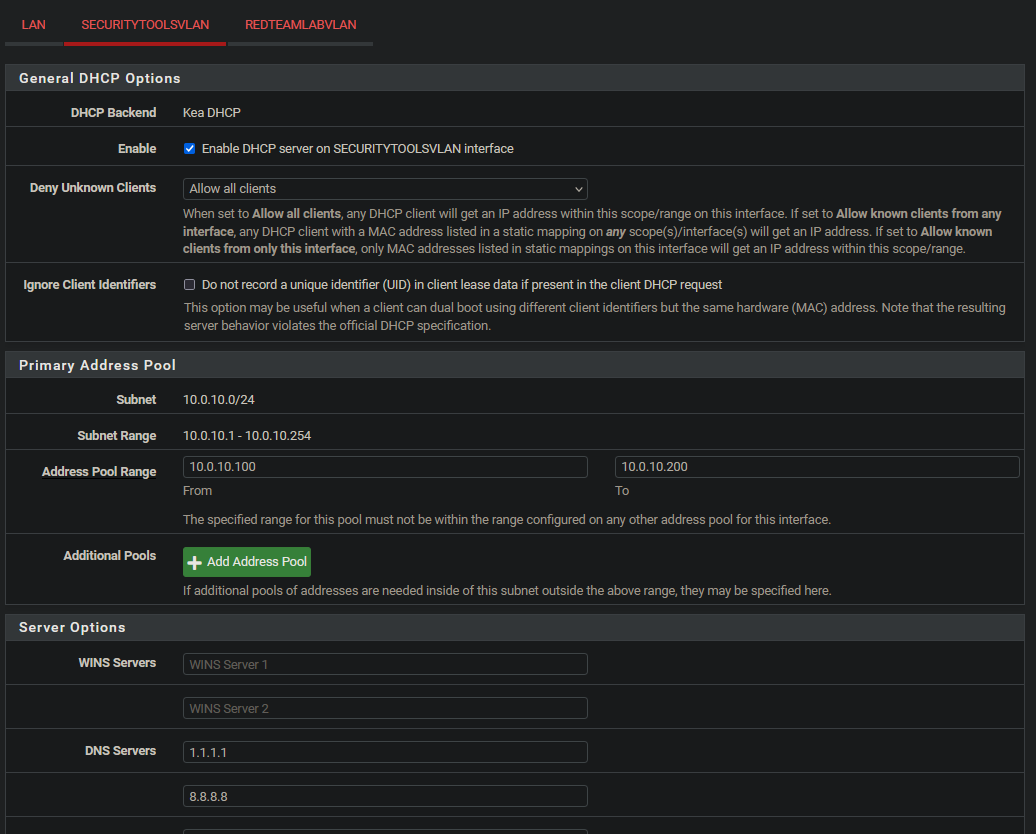 LAN SECURITYTOOLSVLAN REDTEAMLABVLAN
General DHCP Options
DHCP Backend Kea DHCP
Enable Enable DHCP server on SECURITYTOOLSVLAN interface
Deny Unknown Clients Allow all clients
When set to Allow all clients, any DHCP client will get an IP address within this scope/range on this interface. If set to Allow known clients from any
interface, any DHCP client with a MAC address listed in a static mapping on any scope(s)/interface(s) will get an IP address. If set to Allow known
clients from only this interface, only MAC addresses listed in static mappings on this interface will get an IP address within this scope/range.
Ignore Client Identifiers Do not record a unique identifier (UID) in client lease data if present in the client DHCP request
This option may be useful when a client can dual boot using different client identifiers but the same hardware (MAC) address. Note that the resulting
server behavior violates the official DHCP specification.
Primary Address Pool
Subnet 10.0.10.0/24
Subnet Range 10.0.10.1 - 10.0.10.254
Address Pool Range 10.0.10.100 10.0.10.200
From To
The specified range for this pool must not be within the range configured on any other address pool for this interface.
Additional Pools Add Address Pool
If additional pools of addresses are needed inside of this subnet outside the above range, they may be specified here.
Server Options
WINS Servers WINS Server 1
WINS Server 2
DNS Servers 1.1.1.1
8.8.8.8